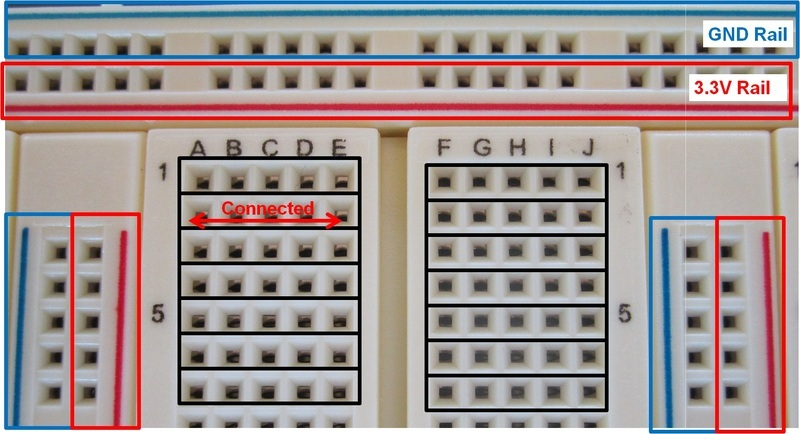 GND Rail
3.3V Rail
A B C D E
F G H I J
1
1
Connected
5
5